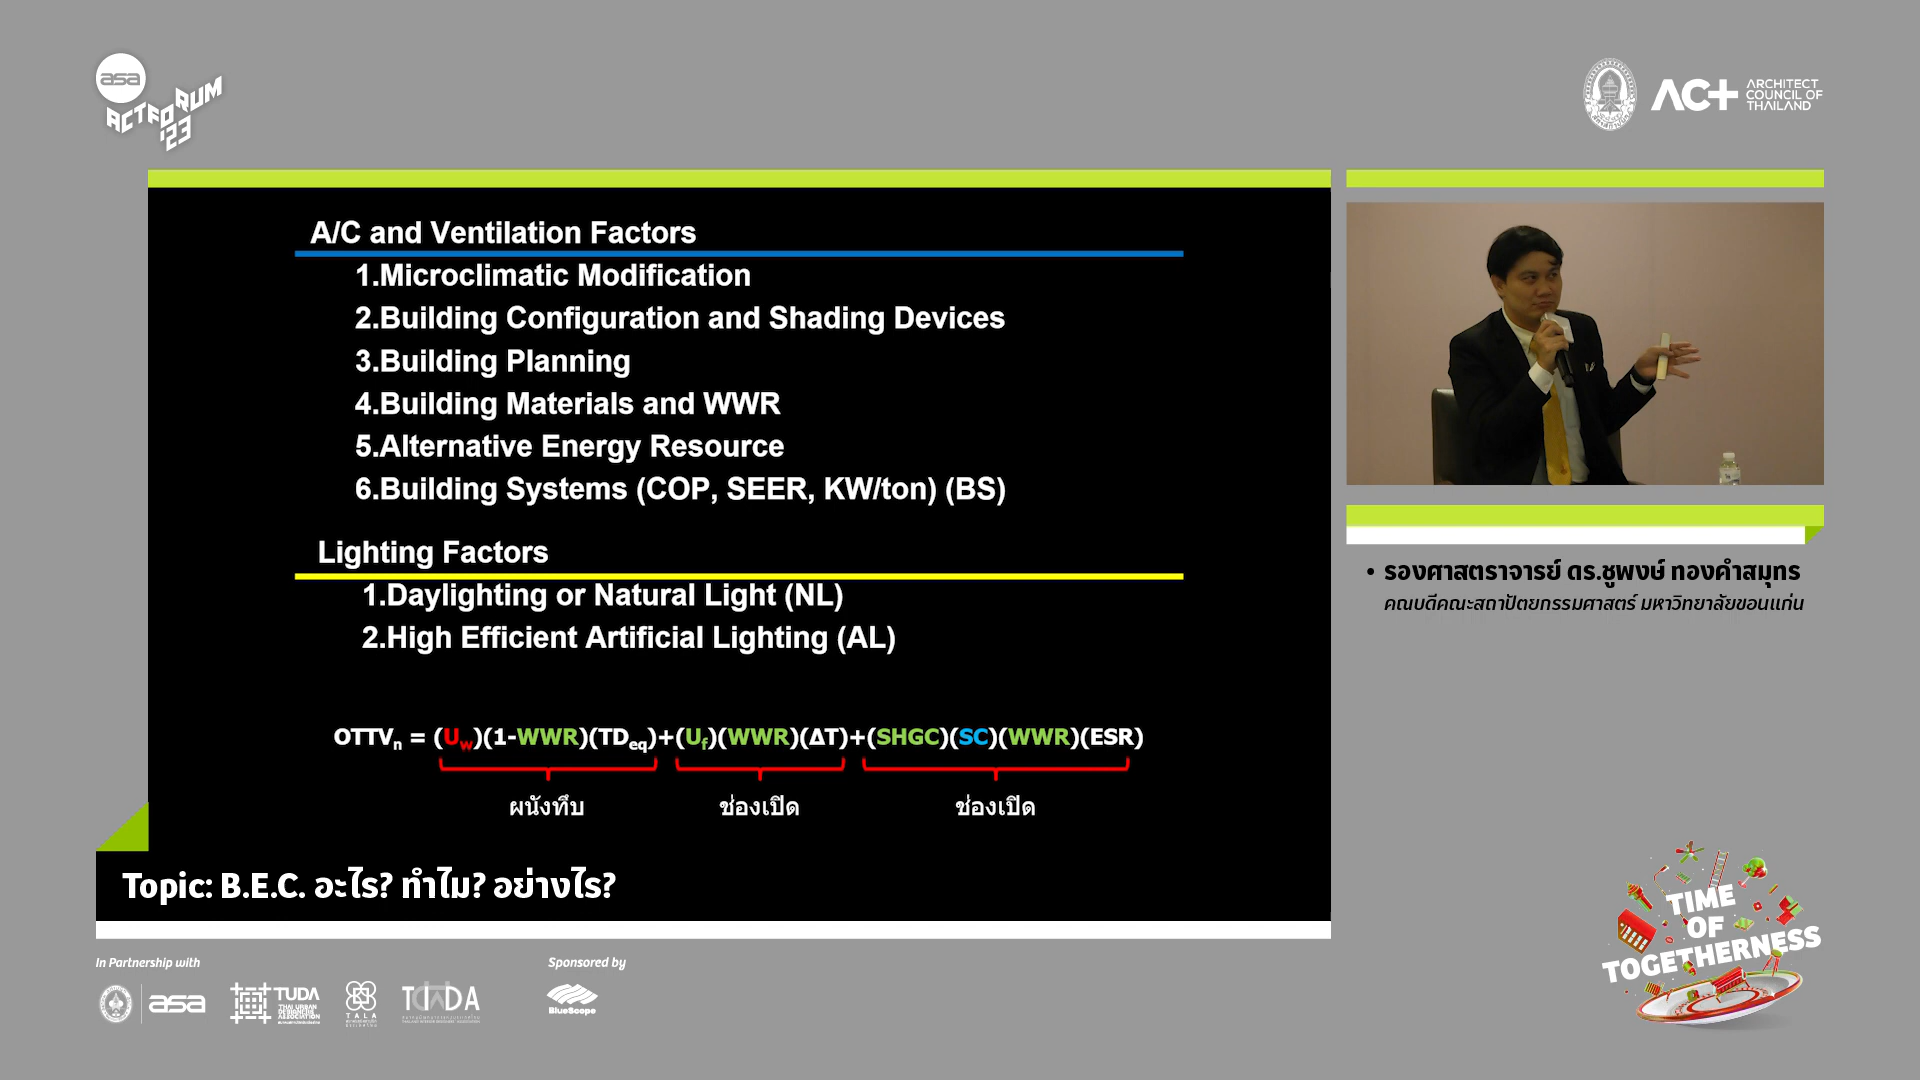 asa
ACTFORUM
'23
ACT
ARCHITECT
COUNCIL OF
THAILAND
A/C and Ventilation Factors
1.Microclimatic Modification
2.Building Configuration and Shading Devices
3.Building Planning
4.Building Materials and WWR
5.Alternative Energy Resource
6.Building Systems (COP, SEER, KW/ton) (BS)
Lighting Factors
1.Daylighting or Natural Light (NL)
2.High Efficient Artificial Lighting (AL)
OTTVn = (Uw)(1-WWR)(TDeq)+(Uf)(WWR)(ΔT)+(SHGC)(SC)(WWR)(ESR)
ผนังทึบ ช่องเปิด ช่องเปิด
Topic: B.E.C. อะไร? ทำไม? อย่างไร?
• รองศาสตราจารย์ ดร.ชูพงษ์ ทองคำสมุทร
คณบดีคณะสถาปัตยกรรมศาสตร์ มหาวิทยาลัยขอนแก่น
TIME
OF
TOGETHERNESS
In Partnership with
asa
TUDA
THAI URBAN
DESIGNERS
ASSOCIATION
TALA
TIDA
Sponsored by
BlueScope